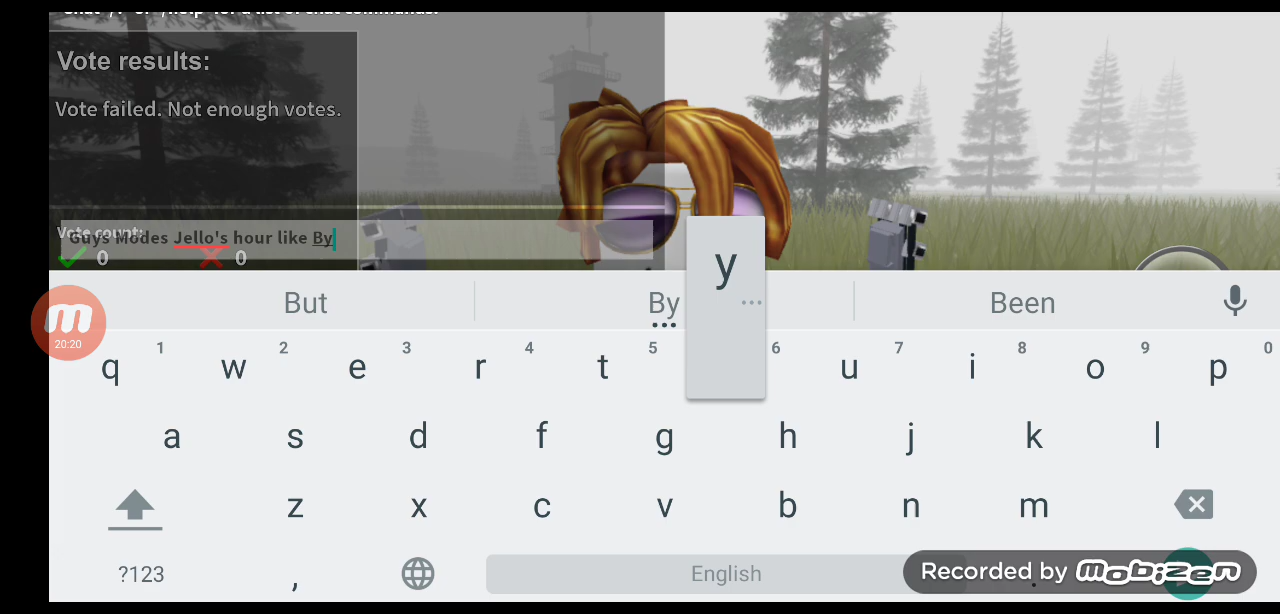 Vote results:
Vote failed. Not enough votes.
Vote count:
Guys Modes Jello's hour like By
0 0
But By Been
y
20:20
1 2 3 4 5 6 7 8 9 0
q w e r t u i o p
a s d f g h j k l
z x c v b n m
?123 , English .
Recorded by mobizen